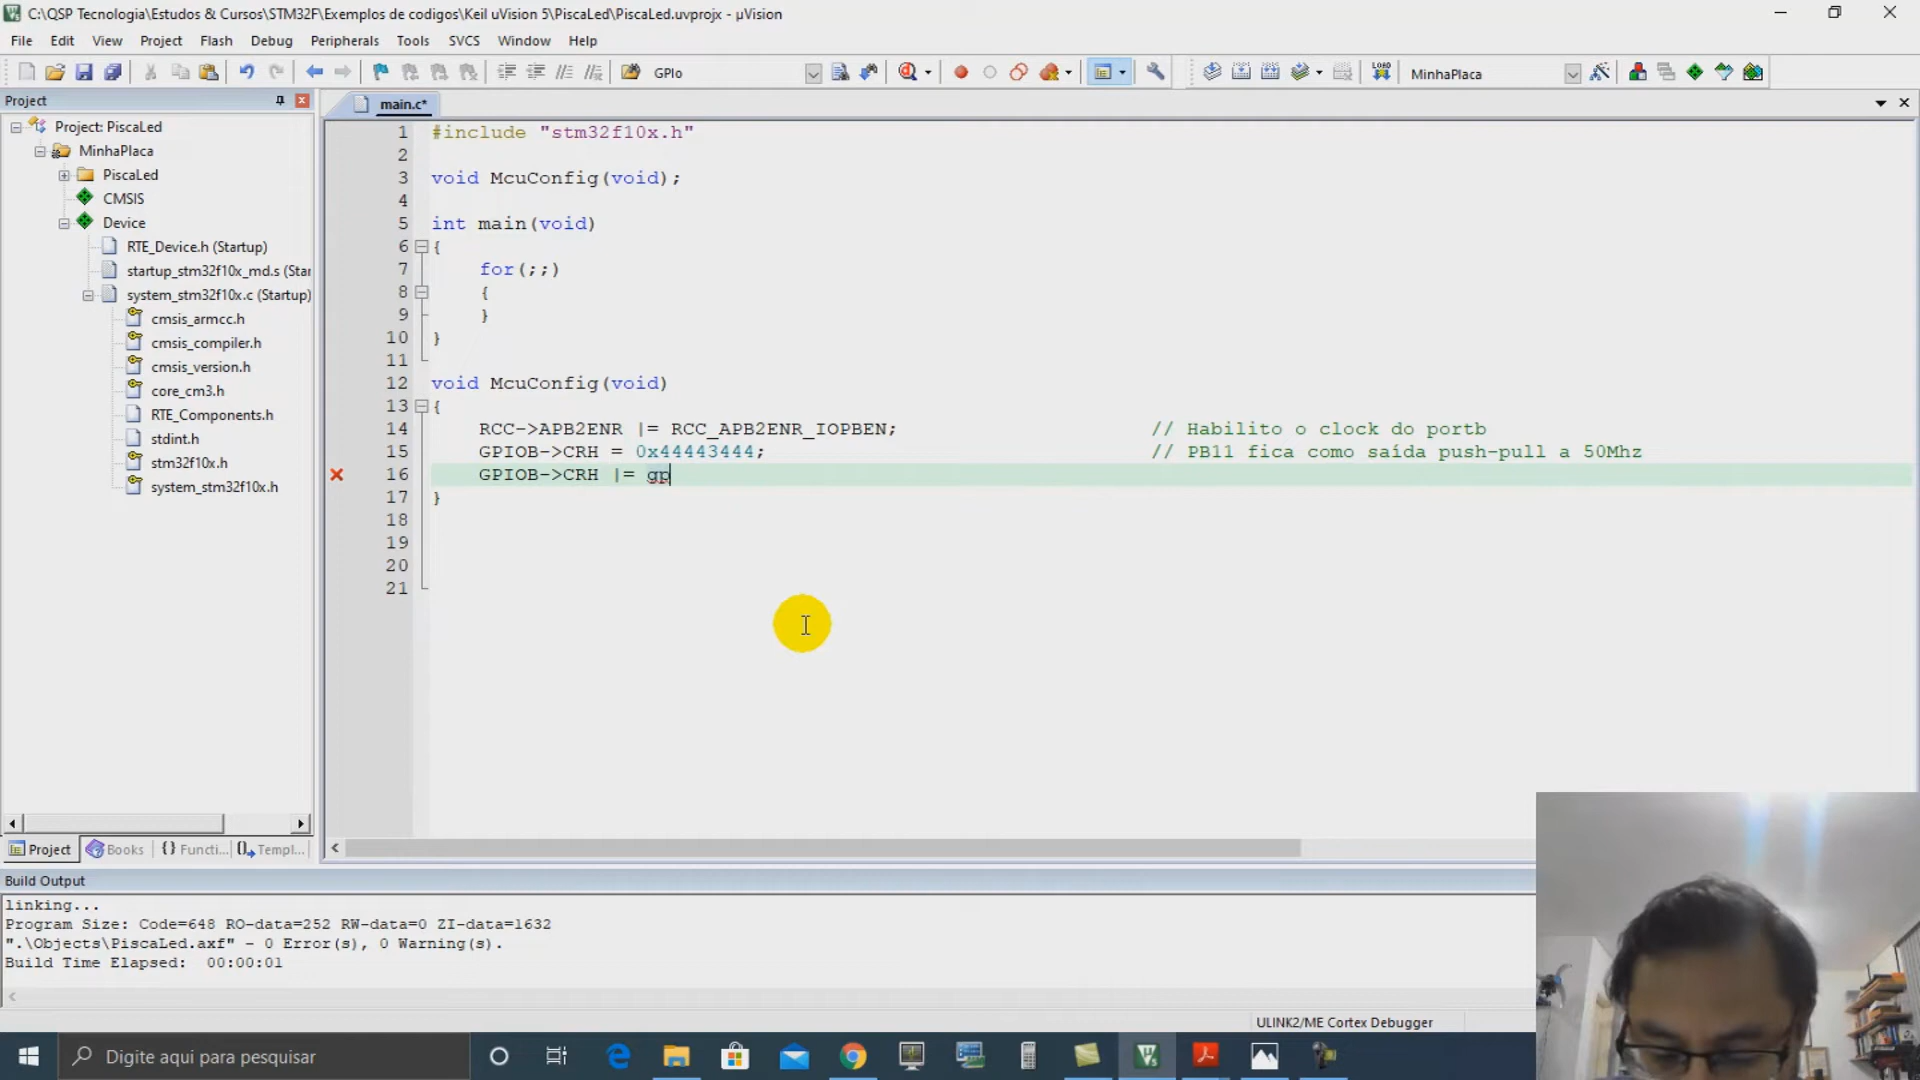 C:\QSP Tecnologia\Estudos & Cursos\STM32F\Exemplos de codigos\Keil uVision 5\PiscaLed\PiscaLed.uvprojx - µVision
File Edit View Project Flash Debug Peripherals Tools SVCS Window Help
GPIo LOAD MinhaPlaca
Project
main.c*
Project: PiscaLed
MinhaPlaca
PiscaLed
CMSIS
Device
RTE_Device.h (Startup)
startup_stm32f10x_md.s (Star
system_stm32f10x.c (Startup)
cmsis_armcc.h
cmsis_compiler.h
cmsis_version.h
core_cm3.h
RTE_Components.h
stdint.h
stm32f10x.h
system_stm32f10x.h
Project Books Functi... Templ...
1 #include "stm32f10x.h"
2
3 void McuConfig(void);
4
5 int main(void)
6 {
7 for(;;)
8 {
9 }
10 }
11
12 void McuConfig(void)
13 {
14 RCC->APB2ENR |= RCC_APB2ENR_IOPBEN; // Habilito o clock do portb
15 GPIOB->CRH = 0x44443444; // PB11 fica como saída push-pull a 50Mhz
16 GPIOB->CRH |= gp
17 }
18
19
20
21
Build Output
linking...
Program Size: Code=648 RO-data=252 RW-data=0 ZI-data=1632
".\Objects\PiscaLed.axf" - 0 Error(s), 0 Warning(s).
Build Time Elapsed: 00:00:01
ULINK2/ME Cortex Debugger
Digite aqui para pesquisar